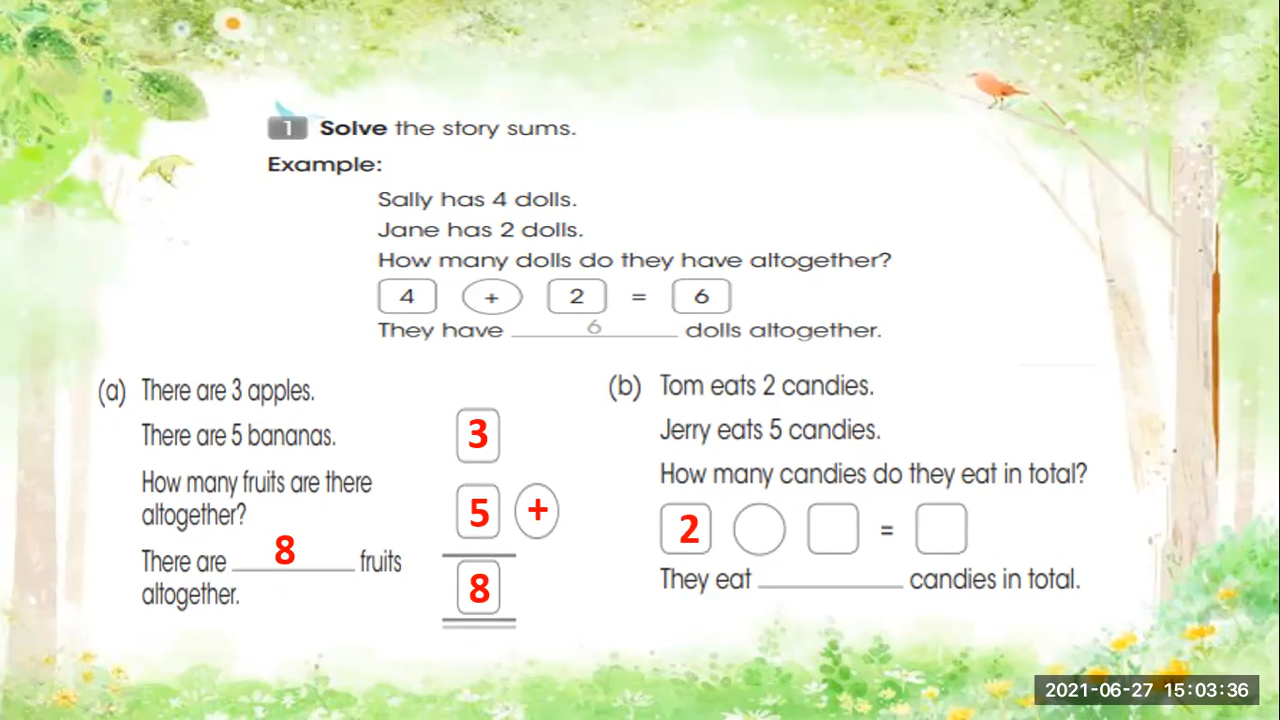 1 Solve the story sums.
Example:
Sally has 4 dolls.
Jane has 2 dolls.
How many dolls do they have altogether?
4 + 2 = 6
They have 6 dolls altogether.
(a) There are 3 apples.
There are 5 bananas.
How many fruits are there
altogether?
There are 8 fruits
altogether.
3
5 +
8
(b) Tom eats 2 candies.
Jerry eats 5 candies.
How many candies do they eat in total?
2 =
They eat ____ candies in total.
2021-06-27 15:03:36